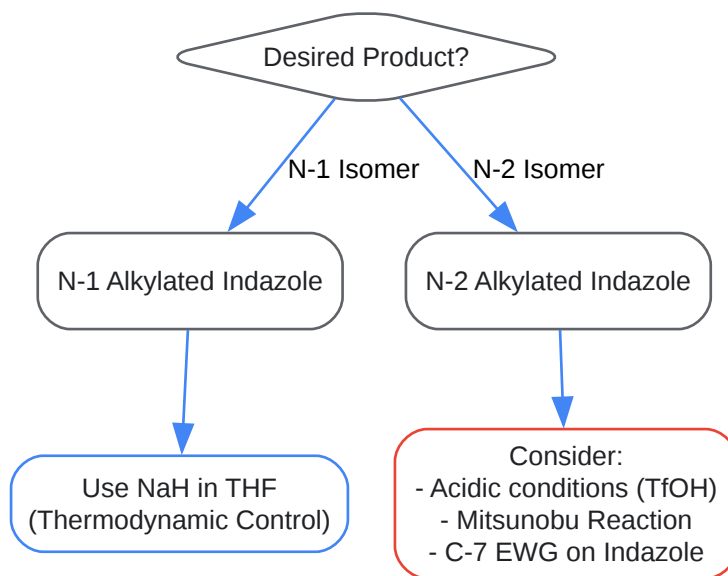 Desired Product?
N-1 Isomer
N-2 Isomer
N-1 Alkylated Indazole
N-2 Alkylated Indazole
Use NaH in THF
(Thermodynamic Control)
Consider:
- Acidic conditions (TfOH)
- Mitsunobu Reaction
- C-7 EWG on Indazole